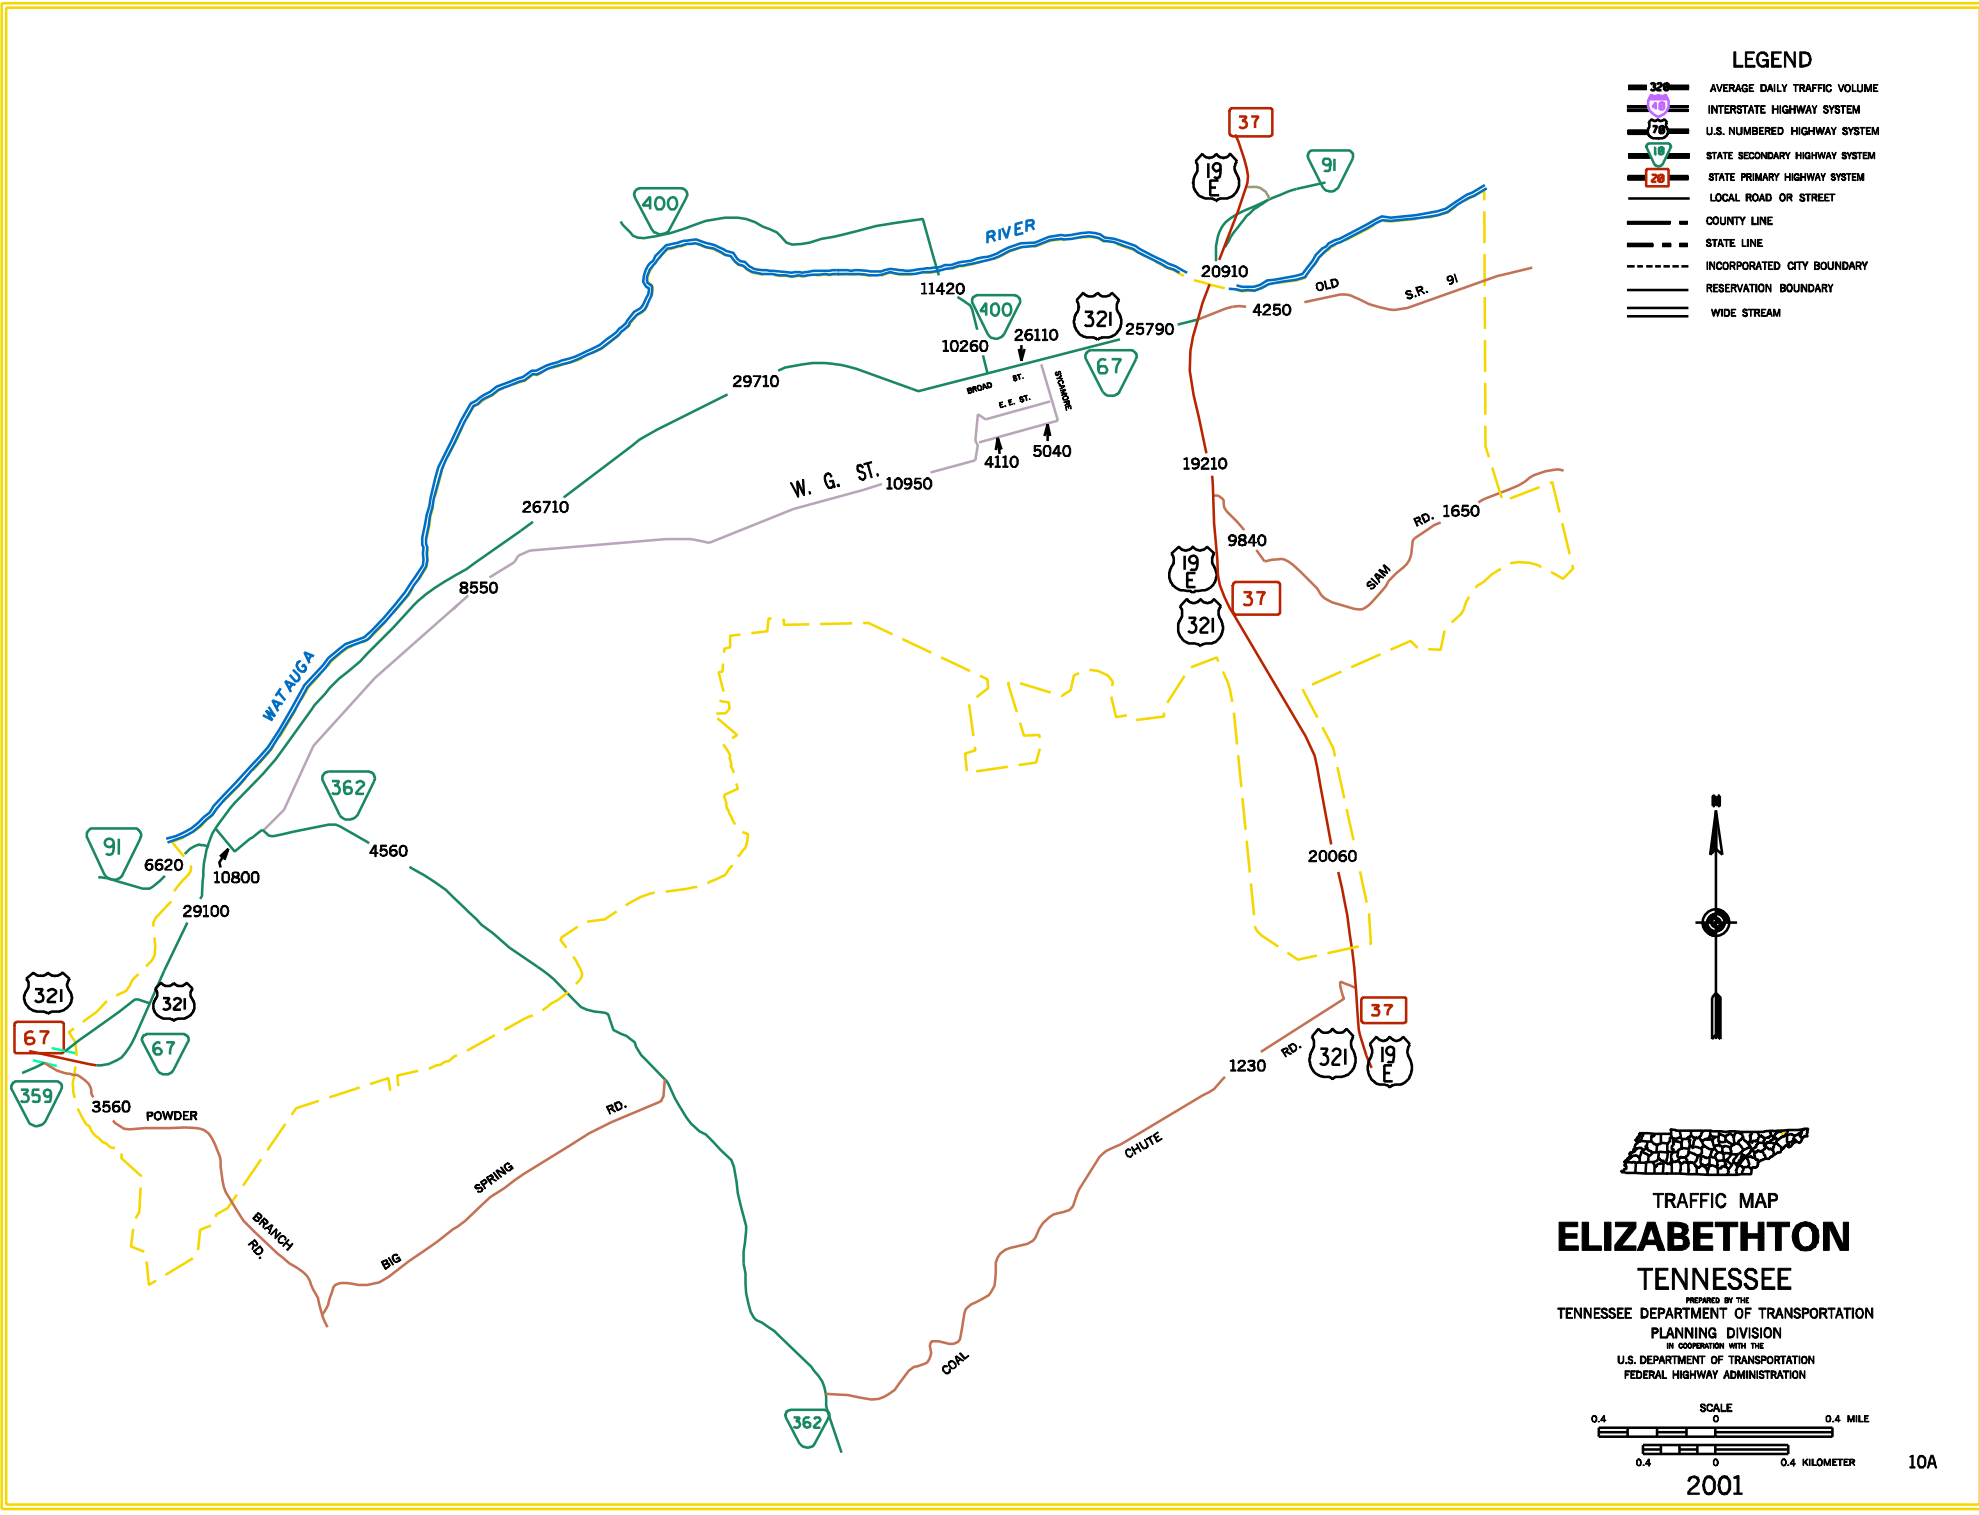 LEGEND
320 AVERAGE DAILY TRAFFIC VOLUME
40 INTERSTATE HIGHWAY SYSTEM
70 U.S. NUMBERED HIGHWAY SYSTEM
10 STATE SECONDARY HIGHWAY SYSTEM
20 STATE PRIMARY HIGHWAY SYSTEM
LOCAL ROAD OR STREET
COUNTY LINE
STATE LINE
INCORPORATED CITY BOUNDARY
RESERVATION BOUNDARY
WIDE STREAM
37
19 E
91
400
RIVER
20910
OLD
S.R. 91
11420
4250
400
321
25790
26110
10260
67
29710
BROAD ST.
SYCAMORE
E. E. ST.
5040
4110
19210
W. G. ST.
10950
26710
RD.
1650
9840
19 E
SIAM
8550
37
321
WATAUGA
362
91
4560
20060
6620
10800
29100
321
321
37
67
67
321
19 E
RD.
1230
359
3560
POWDER
RD.
CHUTE
SPRING
BRANCH
RD.
BIG
COAL
362
N
TRAFFIC MAP
ELIZABETHTON
TENNESSEE
PREPARED BY THE
TENNESSEE DEPARTMENT OF TRANSPORTATION
PLANNING DIVISION
IN COOPERATION WITH THE
U.S. DEPARTMENT OF TRANSPORTATION
FEDERAL HIGHWAY ADMINISTRATION
SCALE
0.4 0 0.4 MILE
0.4 0 0.4 KILOMETER
2001
10A